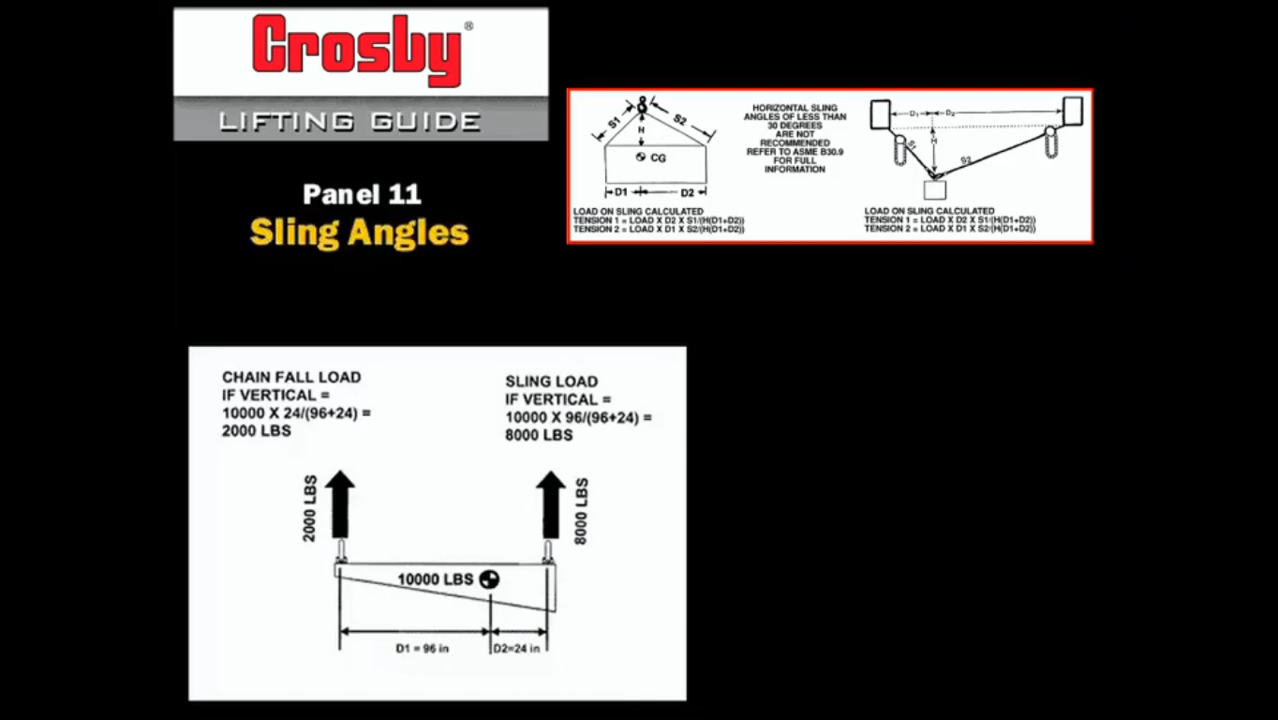 Crosby®
LIFTING GUIDE
Panel 11
Sling Angles
S1
S2
H
CG
D1
D2
LOAD ON SLING CALCULATED
TENSION 1 = LOAD X D2 X S1/(H(D1+D2))
TENSION 2 = LOAD X D1 X S2/(H(D1+D2))
HORIZONTAL SLING
ANGLES OF LESS THAN
30 DEGREES
ARE NOT
RECOMMENDED
REFER TO ASME B30.9
FOR FULL
INFORMATION
D1
D2
S1
H
S2
LOAD ON SLING CALCULATED
TENSION 1 = LOAD X D2 X S1/(H(D1+D2))
TENSION 2 = LOAD X D1 X S2/(H(D1+D2))
CHAIN FALL LOAD
IF VERTICAL =
10000 X 24/(96+24) =
2000 LBS
SLING LOAD
IF VERTICAL =
10000 X 96/(96+24) =
8000 LBS
2000 LBS
8000 LBS
10000 LBS
D1 = 96 in
D2=24 in